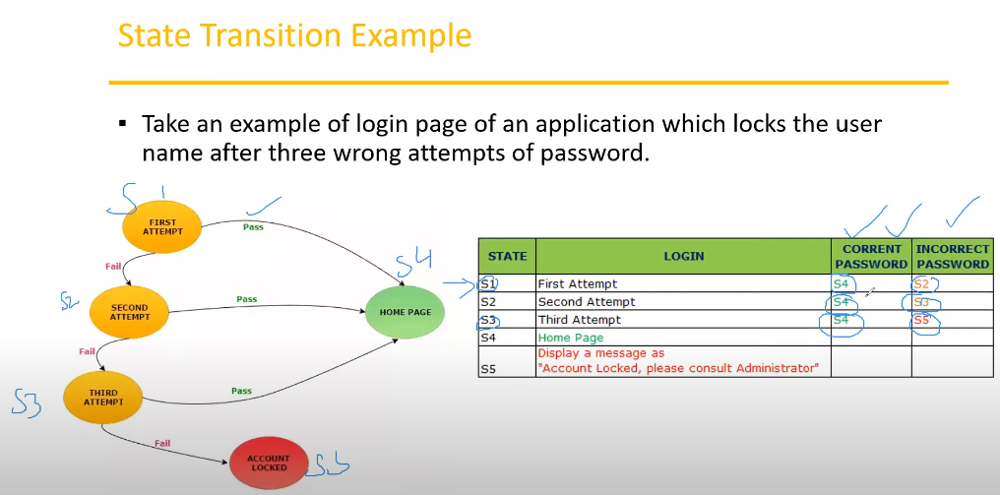 State Transition Example
▪ Take an example of login page of an application which locks the user
name after three wrong attempts of password.
S1
FIRST
ATTEMPT
Pass
Fail
S2
SECOND
ATTEMPT
Pass
S4
HOME PAGE
Fail
S3
THIRD
ATTEMPT
Pass
Fail
ACCOUNT
LOCKED
S5
STATE LOGIN CORRENT PASSWORD INCORRECT PASSWORD
S1 First Attempt S4 S2
S2 Second Attempt S4 S3
S3 Third Attempt S4 S5
S4 Home Page
S5 Display a message as
"Account Locked, please consult Administrator"